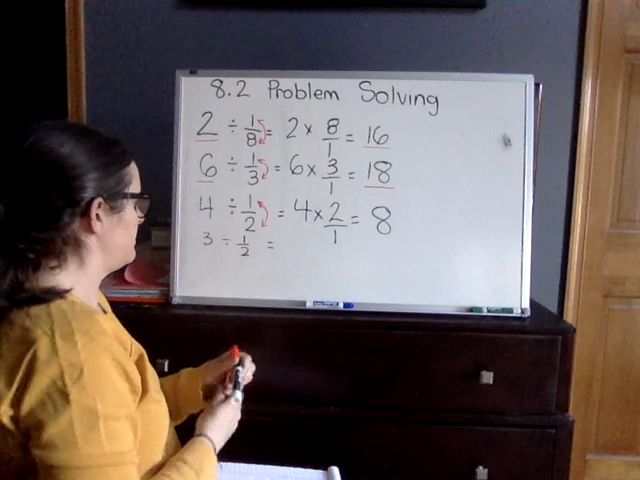 8.2 Problem Solving
2 ÷ 1/8 = 2 × 8/1 = 16
6 ÷ 1/3 = 6 × 3/1 = 18
4 ÷ 1/2 = 4 × 2/1 = 8
3 ÷ 1/2 =